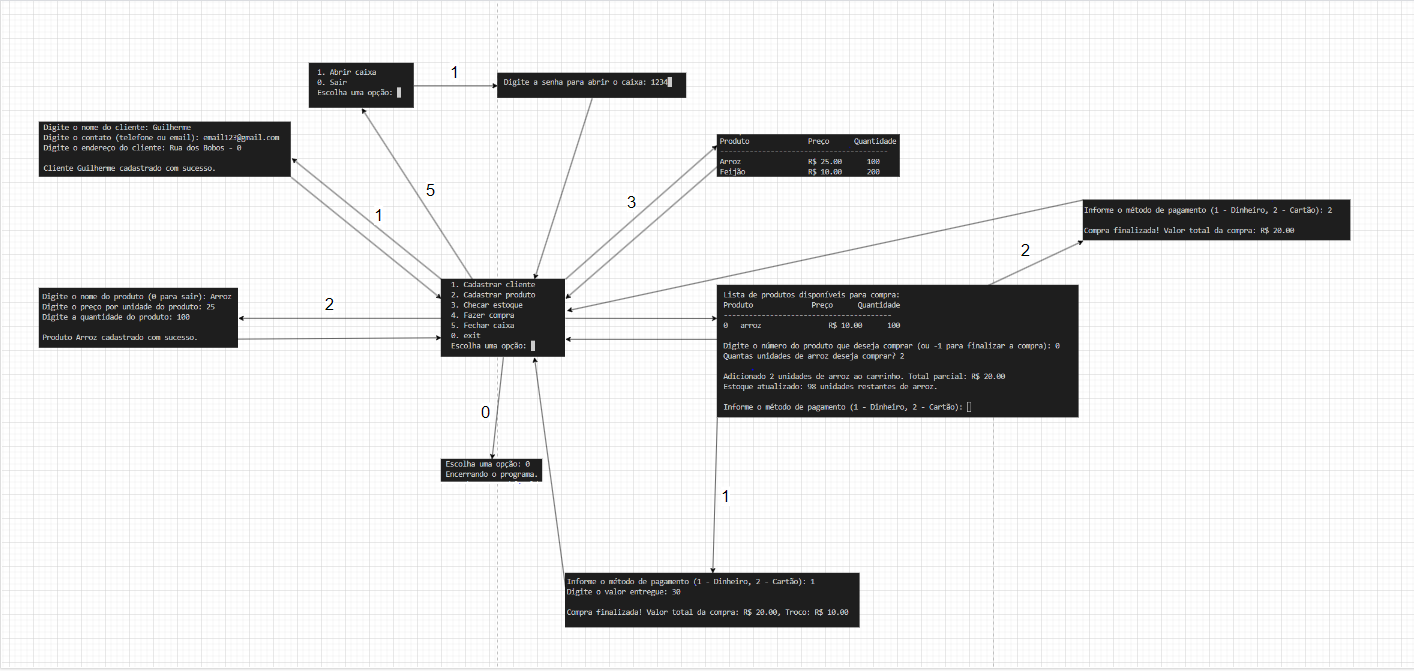 1. Abrir caixa
0. Sair
Escolha uma opção:
1
Digite a senha para abrir o caixa: 1234
Digite o nome do cliente: Guilherme
Digite o contato (telefone ou email): email123@gmail.com
Digite o endereço do cliente: Rua dos Bobos - 0
Cliente Guilherme cadastrado com sucesso.
5
1
3
Produto Preço Quantidade
----------------------------------------
Arroz R$ 25.00 100
Feijão R$ 10.00 200
Informe o método de pagamento (1 - Dinheiro, 2 - Cartão): 2
Compra finalizada! Valor total da compra: R$ 20.00
2
Digite o nome do produto (0 para sair): Arroz
Digite o preço por unidade do produto: 25
Digite a quantidade do produto: 100
Produto Arroz cadastrado com sucesso.
2
1. Cadastrar cliente
2. Cadastrar produto
3. Checar estoque
4. Fazer compra
5. Fechar caixa
0. exit
Escolha uma opção:
Lista de produtos disponíveis para compra:
Produto Preço Quantidade
----------------------------------------
0 arroz R$ 10.00 100
Digite o número do produto que deseja comprar (ou -1 para finalizar a compra): 0
Quantas unidades de arroz deseja comprar? 2
Adicionado 2 unidades de arroz ao carrinho. Total parcial: R$ 20.00
Estoque atualizado: 98 unidades restantes de arroz.
Informe o método de pagamento (1 - Dinheiro, 2 - Cartão):
0
Escolha uma opção: 0
Encerrando o programa.
1
Informe o método de pagamento (1 - Dinheiro, 2 - Cartão): 1
Digite o valor entregue: 30
Compra finalizada! Valor total da compra: R$ 20.00, Troco: R$ 10.00